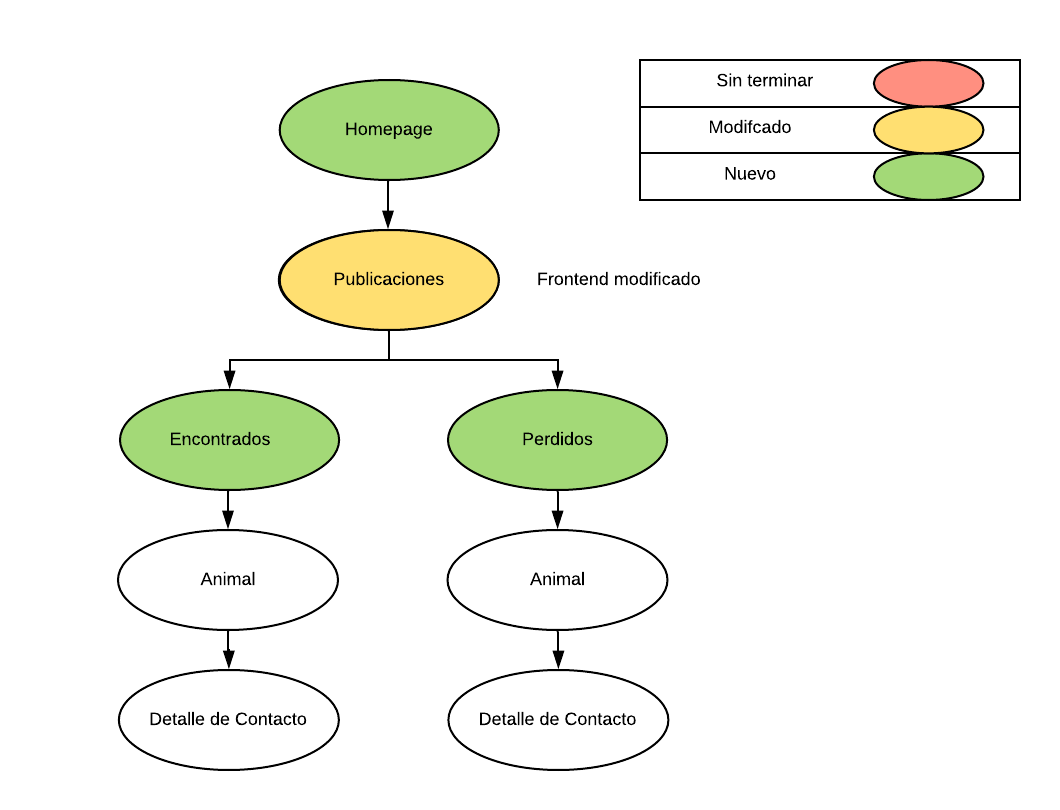 Homepage
Sin terminar
Modifcado
Nuevo
Publicaciones
Frontend modificado
Encontrados
Perdidos
Animal
Animal
Detalle de Contacto
Detalle de Contacto